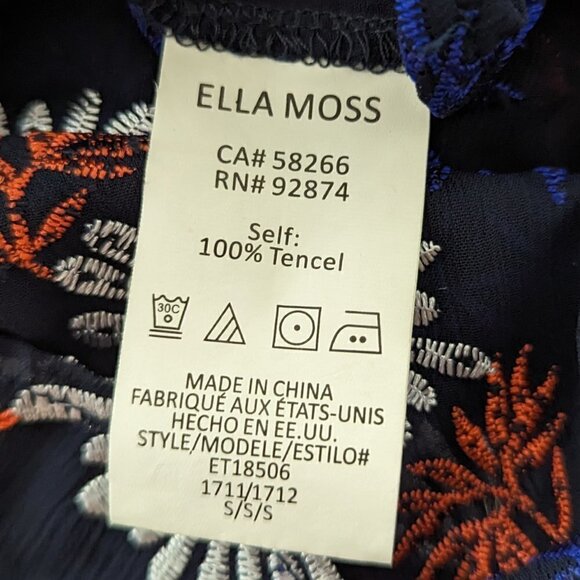 ELLA MOSS
CA# 58266
RN# 92874
Self:
100% Tencel
30C
MADE IN CHINA
FABRIQUÉ AUX ÉTATS-UNIS
HECHO EN EE.UU.
STYLE/MODELE/ESTILO#
ET18506
1711/1712
S/S/S